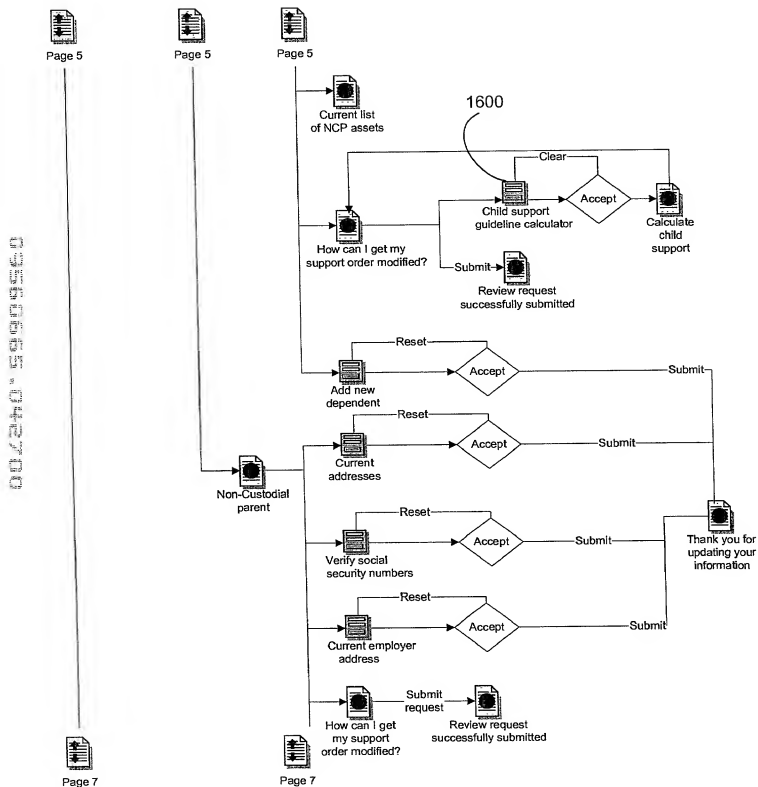 Page 5
Page 5
Page 5
Current list
of NCP assets
1600
Clear
Child support
guideline calculator
Accept
Calculate
child
support
How can I get my
support order modified?
Submit
Review request
successfully submitted
Reset
Add new
dependent
Accept
Submit
Reset
Current
addresses
Accept
Submit
Non-Custodial
parent
Reset
Verify social
security numbers
Accept
Submit
Thank you for
updating your
information
Reset
Current employer
address
Accept
Submit
How can I get
my support
order modified?
Submit
request
Review request
successfully submitted
Page 7
Page 7